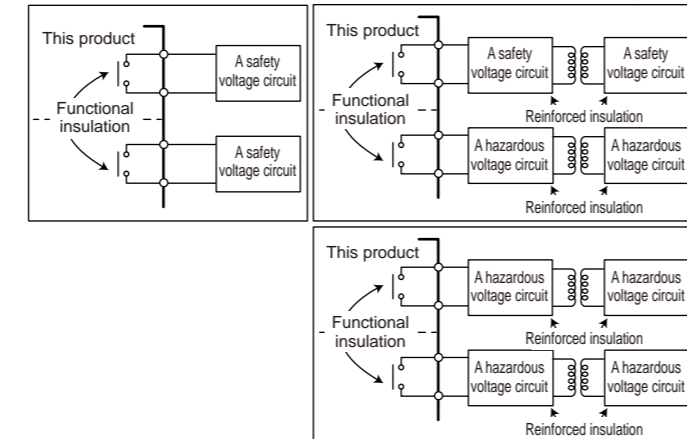 This product
A safety
voltage circuit
Functional
insulation
A safety
voltage circuit
This product
A safety
voltage circuit
A safety
voltage circuit
Functional
insulation
Reinforced insulation
A hazardous
voltage circuit
A hazardous
voltage circuit
Reinforced insulation
This product
A hazardous
voltage circuit
A hazardous
voltage circuit
Functional
insulation
Reinforced insulation
A hazardous
voltage circuit
A hazardous
voltage circuit
Reinforced insulation